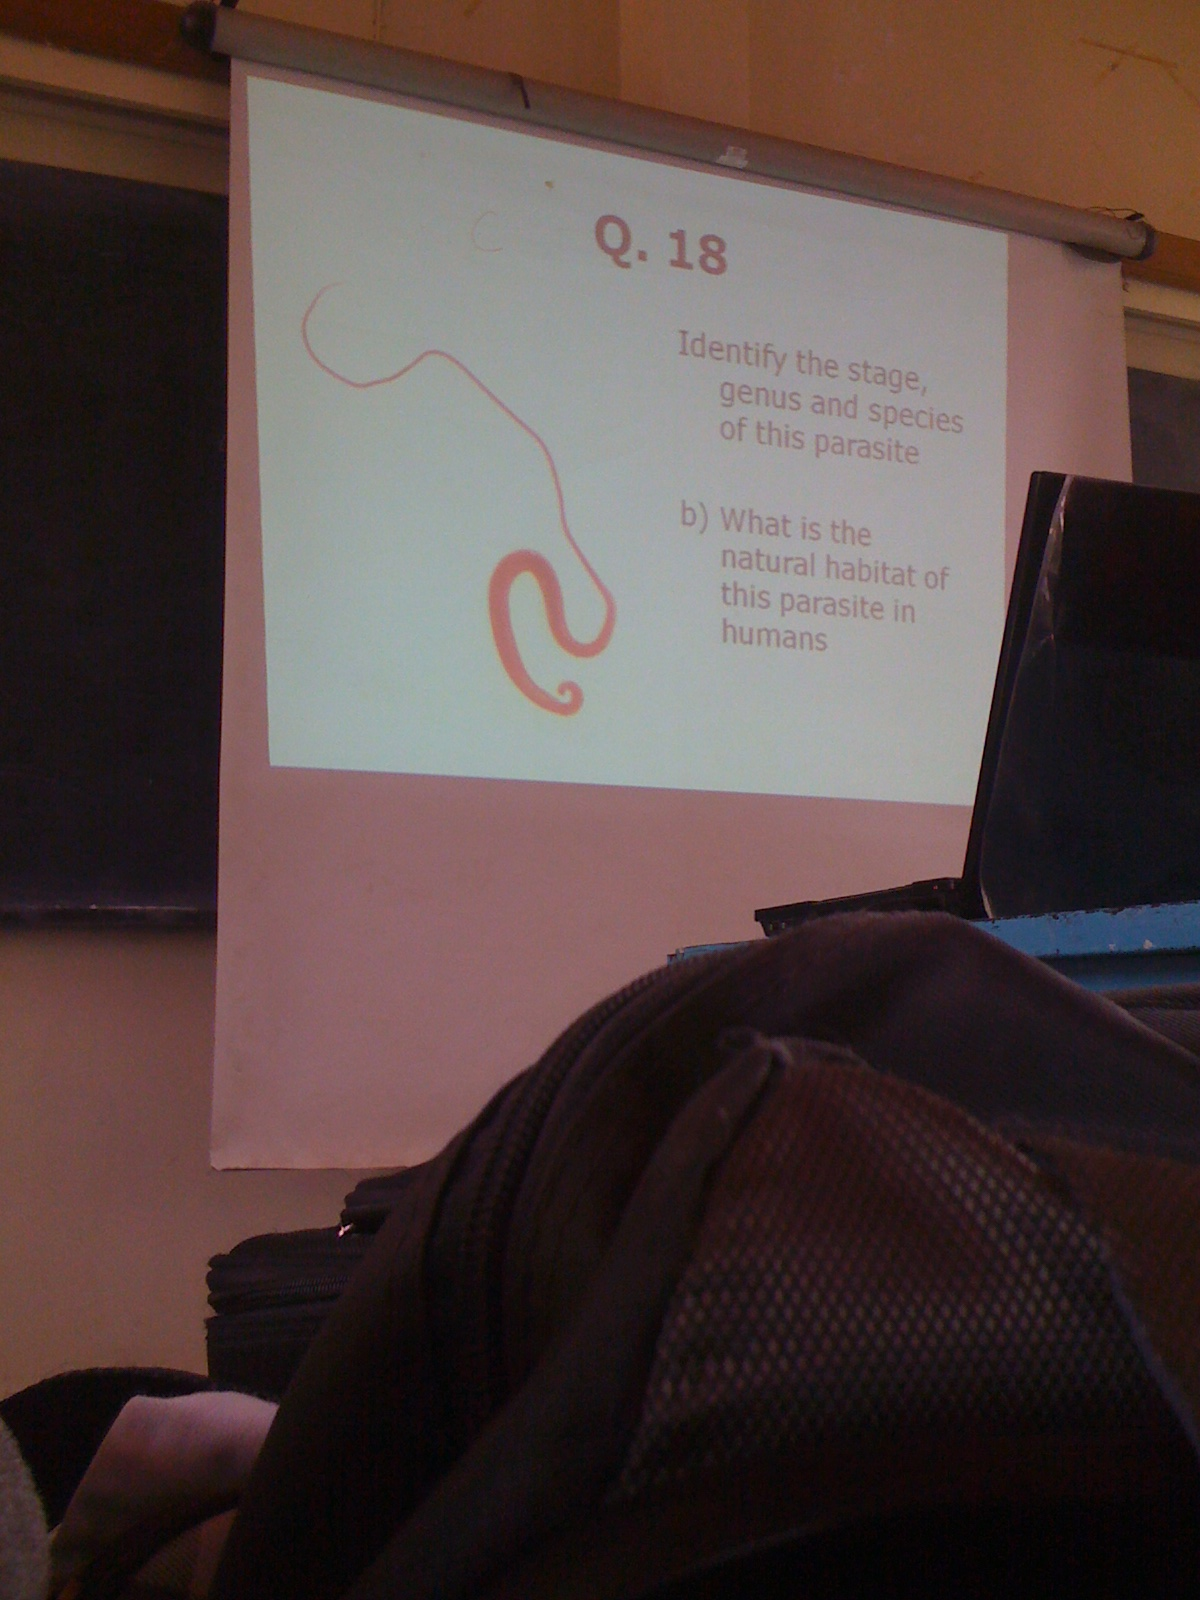 Q. 18
Identify the stage,
genus and species
of this parasite
b) What is the
natural habitat of
this parasite in
humans